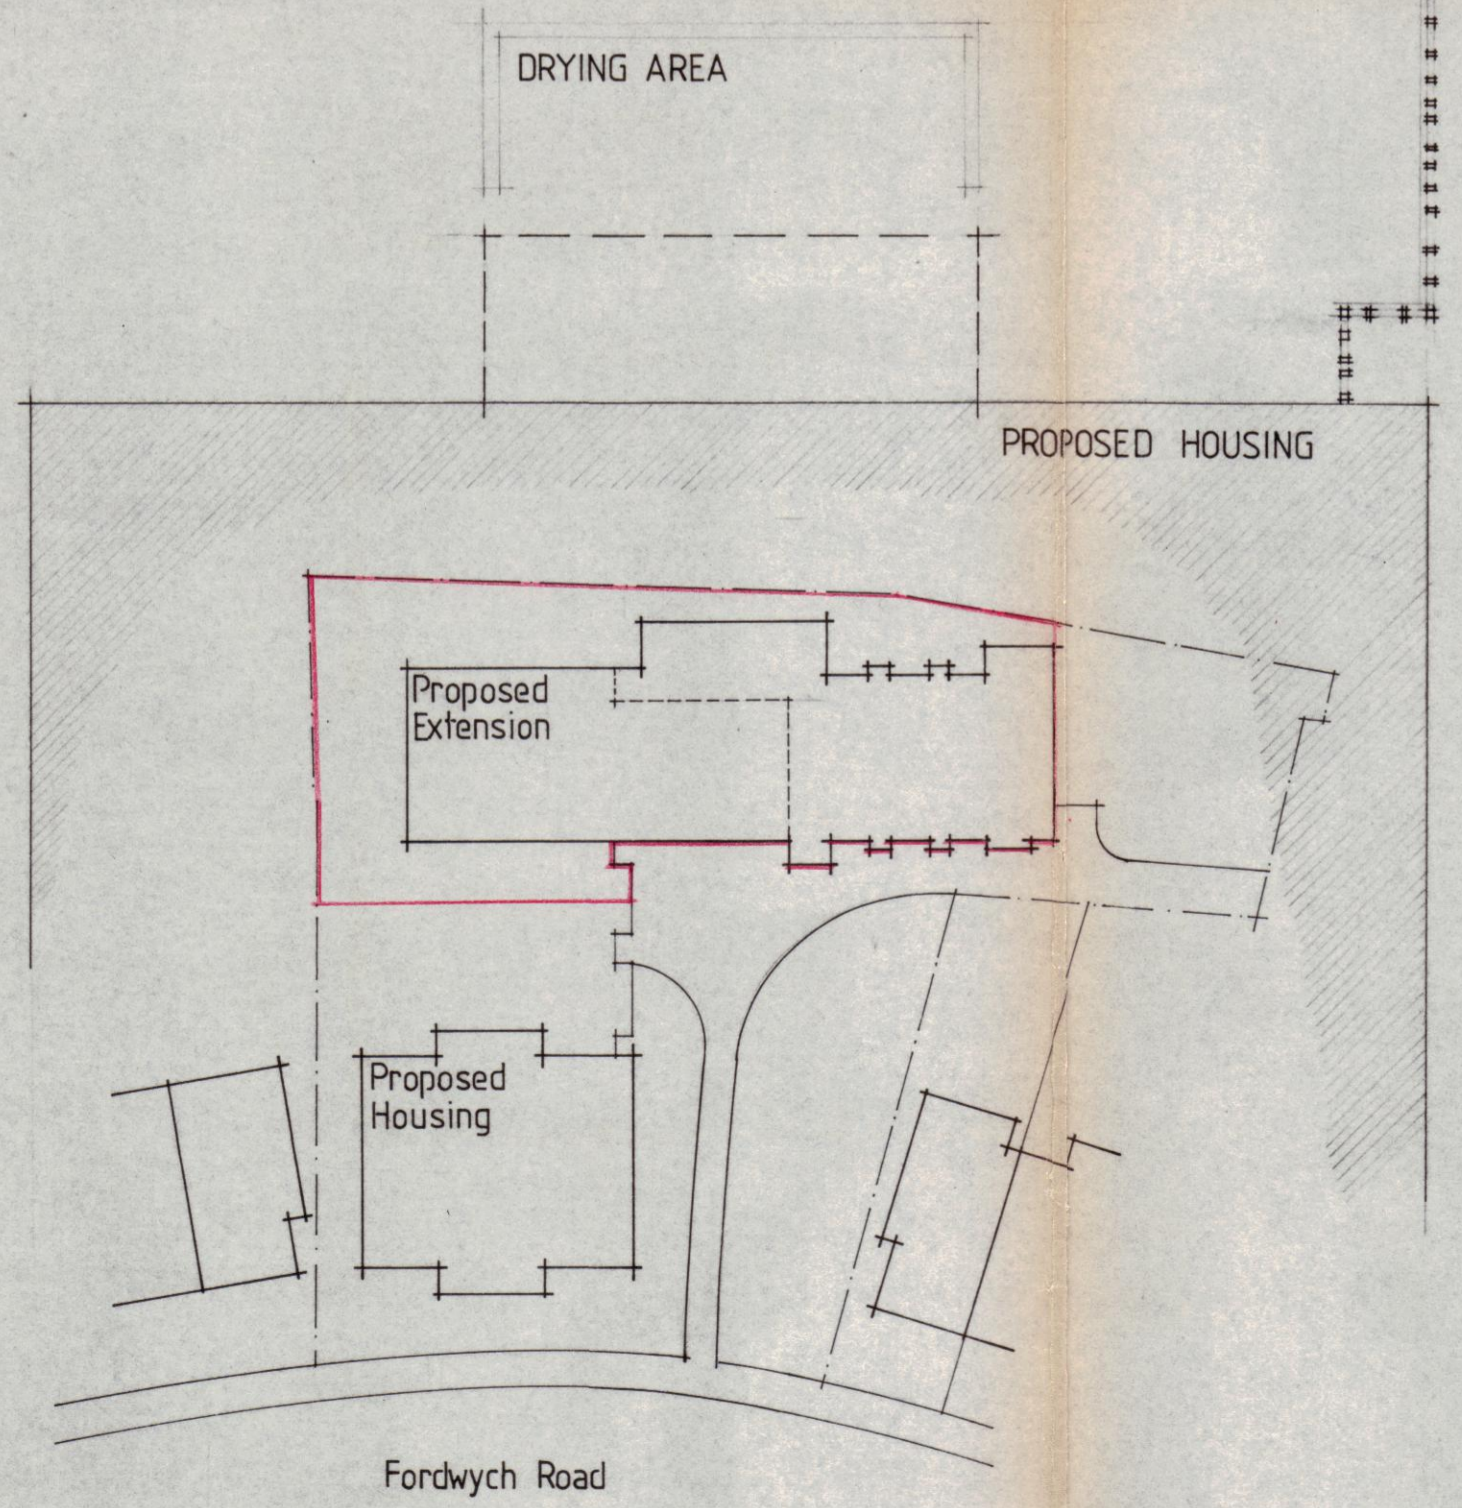 DRYING AREA
PROPOSED HOUSING
Proposed
Extension
Proposed
Housing
Fordwych Road